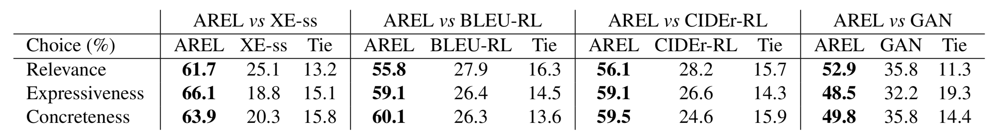 AREL vs XE-ss AREL vs BLEU-RL AREL vs CIDEr-RL AREL vs GAN
Choice (%) AREL XE-ss Tie AREL BLEU-RL Tie AREL CIDEr-RL Tie AREL GAN Tie
Relevance 61.7 25.1 13.2 55.8 27.9 16.3 56.1 28.2 15.7 52.9 35.8 11.3
Expressiveness 66.1 18.8 15.1 59.1 26.4 14.5 59.1 26.6 14.3 48.5 32.2 19.3
Concreteness 63.9 20.3 15.8 60.1 26.3 13.6 59.5 24.6 15.9 49.8 35.8 14.4